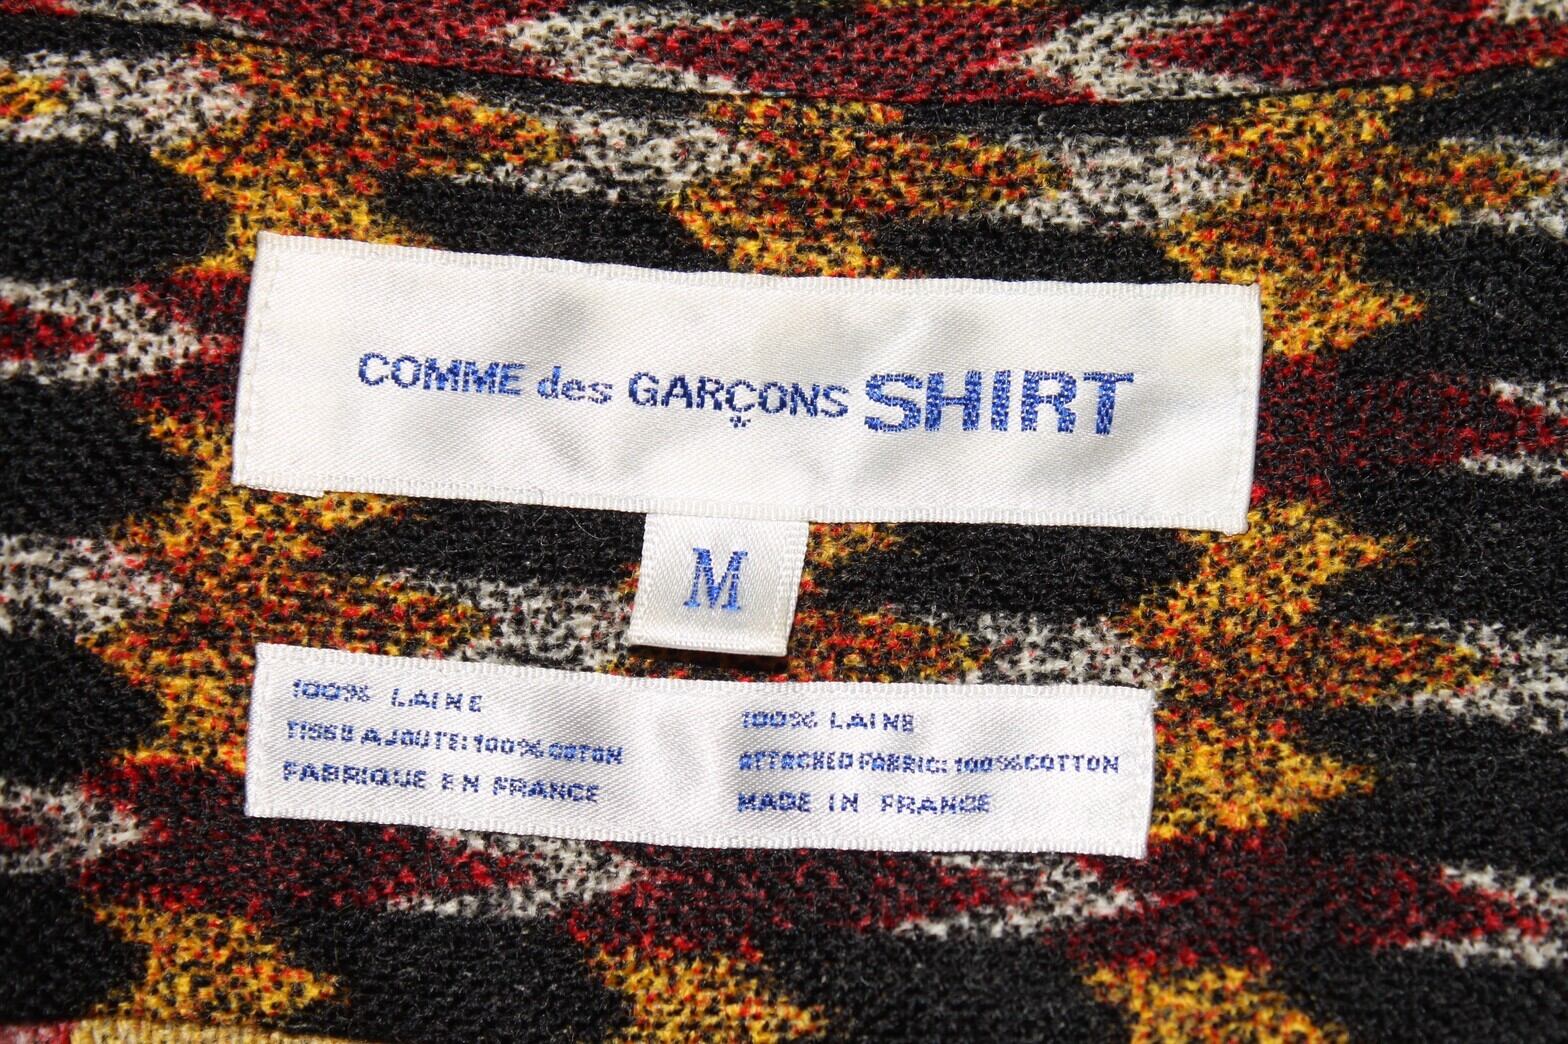 COMME des GARÇONS SHIRT
M
100% LAINE
TISSU AJOUTE:100%COTON
FABRIQUE EN FRANCE
100% LAINE
ATTACHED FABRIC:100%COTTON
MADE IN FRANCE